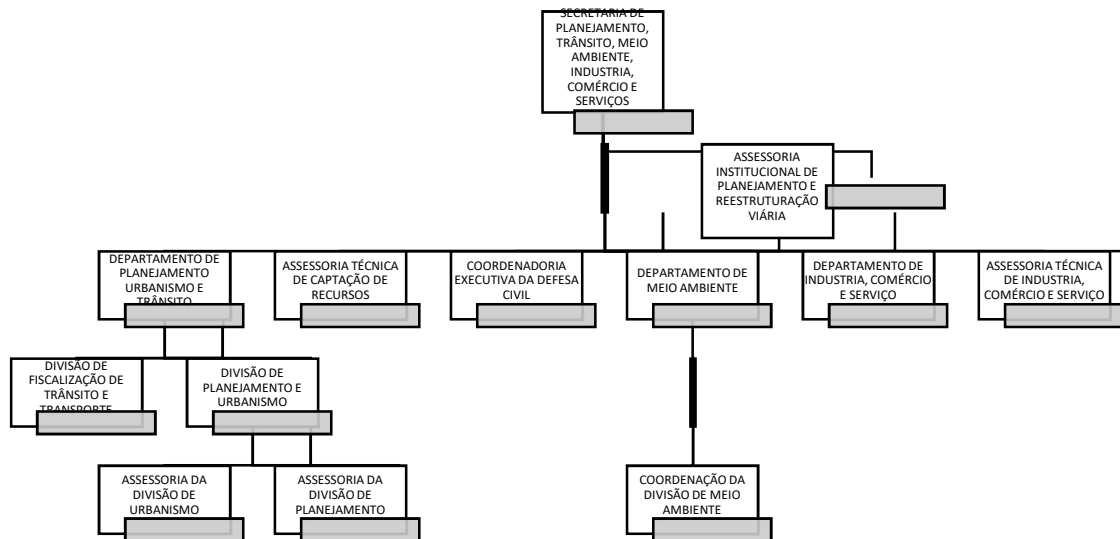 SECRETARIA DE
PLANEJAMENTO,
TRÂNSITO, MEIO
AMBIENTE,
INDUSTRIA,
COMÉRCIO E
SERVIÇOS
ASSESSORIA
INSTITUCIONAL DE
PLANEJAMENTO E
REESTRUTURAÇÃO
VIÁRIA
DEPARTAMENTO DE
PLANEJAMENTO
URBANISMO E
TRÂNSITO
ASSESSORIA TÉCNICA
DE CAPTAÇÃO DE
RECURSOS
COORDENADORIA
EXECUTIVA DA DEFESA
CIVIL
DEPARTAMENTO DE
MEIO AMBIENTE
DEPARTAMENTO DE
INDUSTRIA, COMÉRCIO
E SERVIÇO
ASSESSORIA TÉCNICA
DE INDUSTRIA,
COMÉRCIO E SERVIÇO
DIVISÃO DE
FISCALIZAÇÃO DE
TRÂNSITO E
TRANSPORTE
DIVISÃO DE
PLANEJAMENTO E
URBANISMO
ASSESSORIA DA
DIVISÃO DE
URBANISMO
ASSESSORIA DA
DIVISÃO DE
PLANEJAMENTO
COORDENAÇÃO DA
DIVISÃO DE MEIO
AMBIENTE